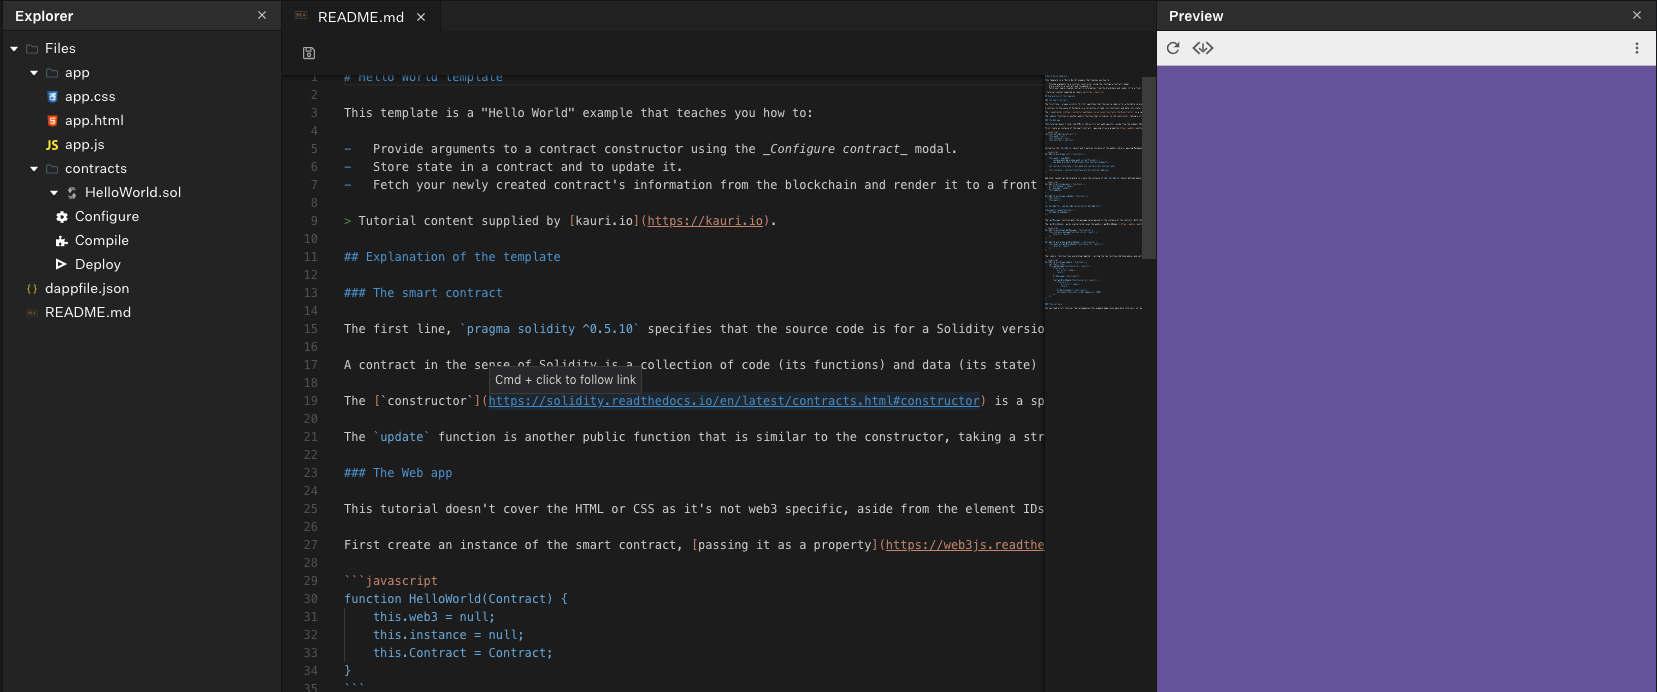 Explorer
Files
app
app.css
app.html
JS app.js
contracts
HelloWorld.sol
Configure
Compile
Deploy
{} dappfile.json
README.md
README.md
1 # Hello World template
2
3 This template is a "Hello World" example that teaches you how to:
4
5 -   Provide arguments to a contract constructor using the _Configure contract_ modal.
6 -   Store state in a contract and to update it.
7 -   Fetch your newly created contract's information from the blockchain and render it to a front
8
9 > Tutorial content supplied by [kauri.io](https://kauri.io).
10
11 ## Explanation of the template
12
13 ### The smart contract
14
15 The first line, `pragma solidity ^0.5.10` specifies that the source code is for a Solidity versio
16
17 A contract in the sense of Solidity is a collection of code (its functions) and data (its state)
18
Cmd + click to follow link
19 The [`constructor`](https://solidity.readthedocs.io/en/latest/contracts.html#constructor) is a sp
20
21 The `update` function is another public function that is similar to the constructor, taking a str
22
23 ### The Web app
24
25 This tutorial doesn't cover the HTML or CSS as it's not web3 specific, aside from the element IDs
26
27 First create an instance of the smart contract, [passing it as a property](https://web3js.readthe
28
29 ```javascript
30 function HelloWorld(Contract) {
31     this.web3 = null;
32     this.instance = null;
33     this.Contract = Contract;
34 }
35 ```
Preview